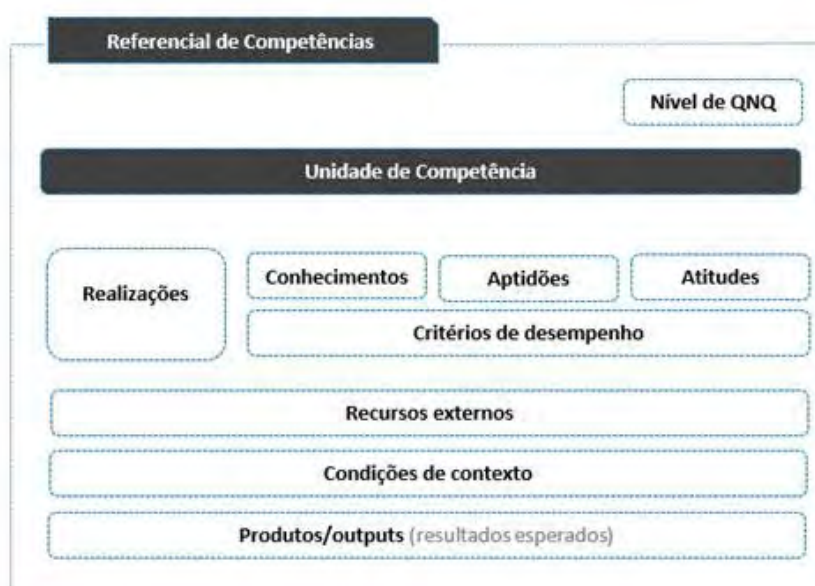 Referencial de Competências
Nível de QNQ
Unidade de Competência
Realizações
Conhecimentos
Aptidões
Atitudes
Critérios de desempenho
Recursos externos
Condições de contexto
Produtos/outputs (resultados esperados)